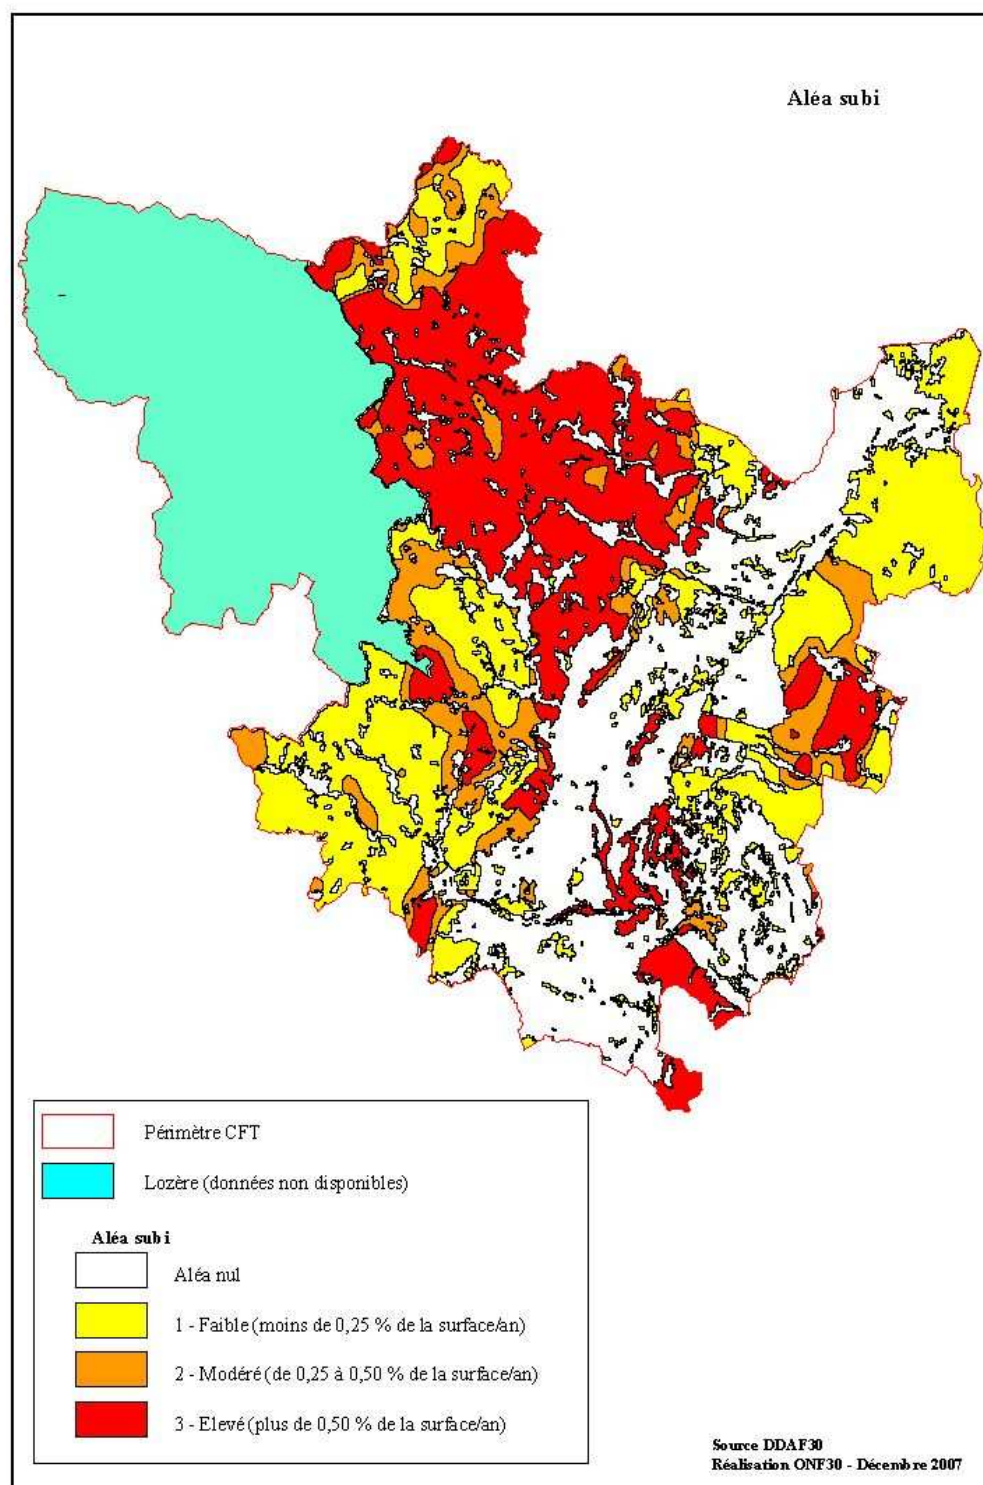 Aléa subi
Périmètre CFT
Lozère (données non disponibles)
Aléa subi
Aléa nul
1 - Faible (moins de 0,25 % de la surface/an)
2 - Modéré (de 0,25 à 0,50 % de la surface/an)
3 - Elevé (plus de 0,50 % de la surface/an)
Source DDAF30
Réalisation ONF30 - Décembre 2007